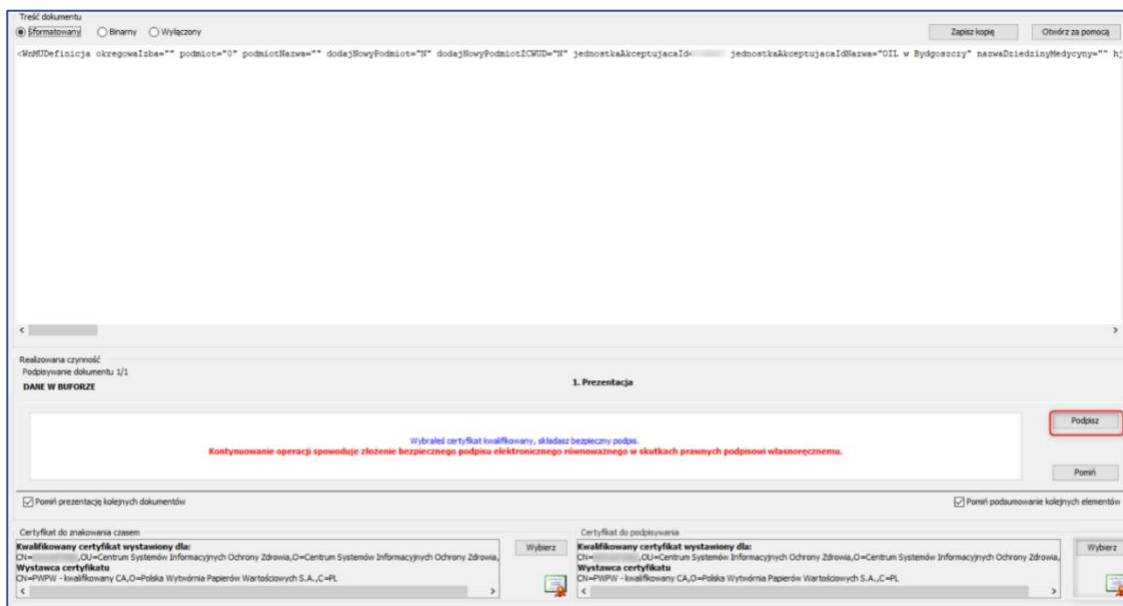 Treść dokumentu
Sformatowany Binarny Wyłączony Zapisz kopię Otwórz za pomocą
<WnMUDefinicja okregowaIzba="" podmiot="0" podmiotNazwa="" dodajNowyPodmiot="N" dodajNowyPodmiotZCWUD="N" jednostkaAkceptujacaId= jednostkaAkceptujacaIdNazwa="OIL w Bydgoszczy" nazwaDziedzinyMedycyny="" hj
Realizowana czynność
Podpisywanie dokumentu 1/1
DANE W BUFORZE
1. Prezentacja
Wybrałeś certyfikat kwalifikowany, składasz bezpieczny podpis.
Kontynuowanie operacji spowoduje złożenie bezpiecznego podpisu elektronicznego równoważnego w skutkach prawnych podpisowi własnoręcznemu.
Podpisz
Pomiń
Pomiń prezentację kolejnych dokumentów Pomiń podsumowanie kolejnych elementów
Certyfikat do znakowania czasem
Kwalifikowany certyfikat wystawiony dla:
CN= ,OU=Centrum Systemów Informacyjnych Ochrony Zdrowia,O=Centrum Systemów Informacyjnych Ochrony Zdrowia,
Wystawca certyfikatu
CN=PWPW - kwalifikowany CA,O=Polska Wytwórnia Papierów Wartościowych S.A.,C=PL
Wybierz
Certyfikat do podpisywania
Kwalifikowany certyfikat wystawiony dla:
CN= ,OU=Centrum Systemów Informacyjnych Ochrony Zdrowia,O=Centrum Systemów Informacyjnych Ochrony Zdrowia,
Wystawca certyfikatu
CN=PWPW - kwalifikowany CA,O=Polska Wytwórnia Papierów Wartościowych S.A.,C=PL
Wybierz